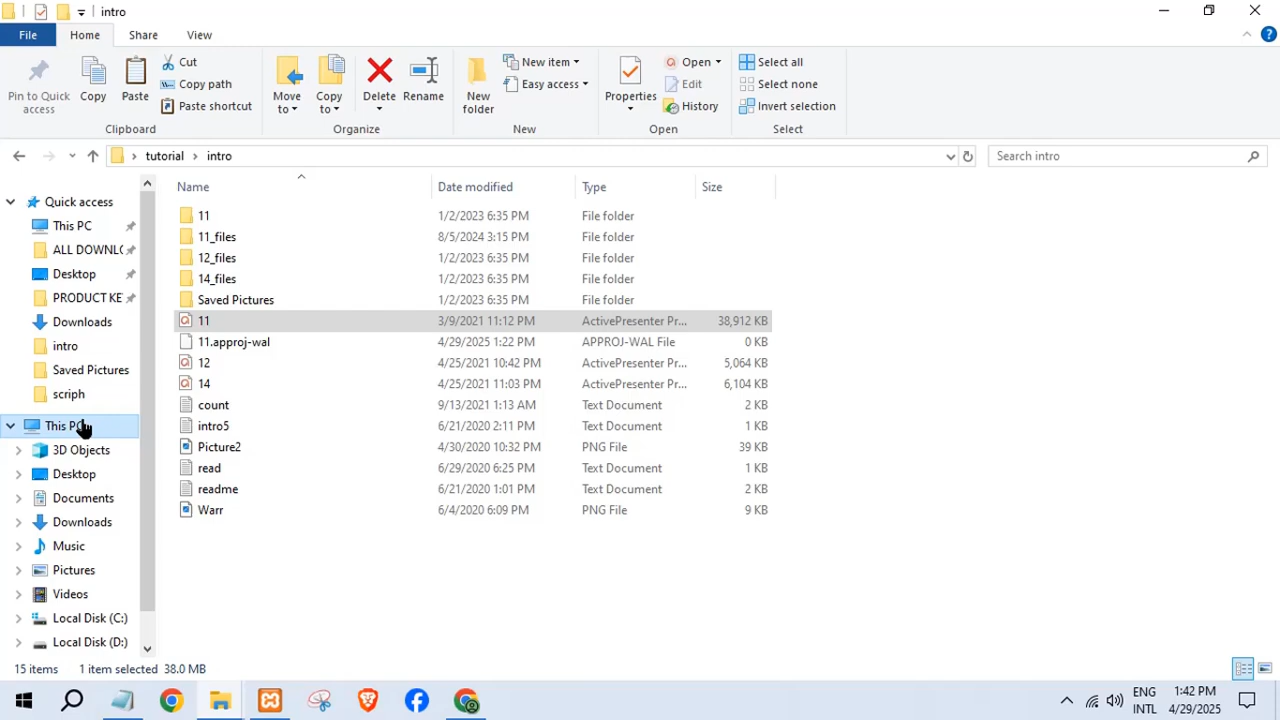 intro
File Home Share View
Pin to Quick access
Copy
Paste
Cut
Copy path
Paste shortcut
Move to
Copy to
Delete
Rename
New folder
New item
Easy access
Properties
Open
Edit
History
Select all
Select none
Invert selection
Clipboard Organize New Open Select
tutorial intro
Search intro
Name Date modified Type Size
Quick access
This PC
ALL DOWNL
Desktop
PRODUCT KE
Downloads
intro
Saved Pictures
scriph
This PC
3D Objects
Desktop
Documents
Downloads
Music
Pictures
Videos
Local Disk (C:)
Local Disk (D:)
11 1/2/2023 6:35 PM File folder
11_files 8/5/2024 3:15 PM File folder
12_files 1/2/2023 6:35 PM File folder
14_files 1/2/2023 6:35 PM File folder
Saved Pictures 1/2/2023 6:35 PM File folder
11 3/9/2021 11:12 PM ActivePresenter Pr... 38,912 KB
11.approj-wal 4/29/2025 1:22 PM APPROJ-WAL File 0 KB
12 4/25/2021 10:42 PM ActivePresenter Pr... 5,064 KB
14 4/25/2021 11:03 PM ActivePresenter Pr... 6,104 KB
count 9/13/2021 1:13 AM Text Document 2 KB
intro5 6/21/2020 2:11 PM Text Document 1 KB
Picture2 4/30/2020 10:32 PM PNG File 39 KB
read 6/29/2020 6:25 PM Text Document 1 KB
readme 6/21/2020 1:01 PM Text Document 2 KB
Warr 6/4/2020 6:09 PM PNG File 9 KB
15 items 1 item selected 38.0 MB
ENG
INTL
1:42 PM
4/29/2025